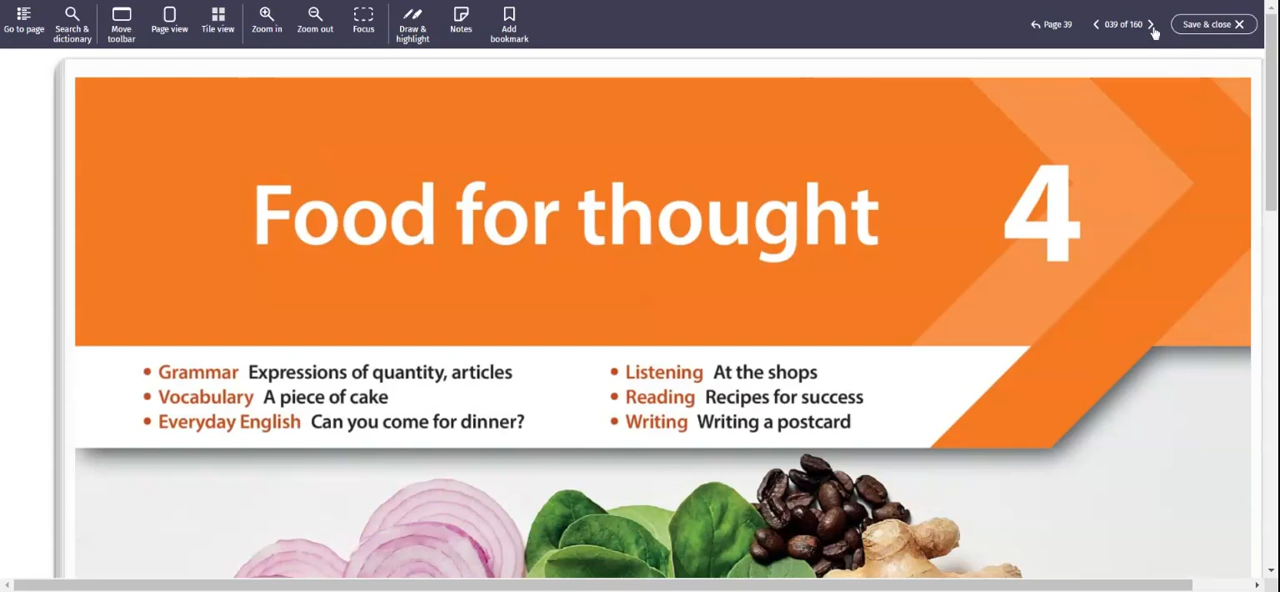 Go to page
Search & dictionary
Move toolbar
Page view
Tile view
Zoom in
Zoom out
Focus
Draw & highlight
Notes
Add bookmark
Page 39
039 of 160
Save & close
Food for thought
4
• Grammar Expressions of quantity, articles
• Vocabulary A piece of cake
• Everyday English Can you come for dinner?
• Listening At the shops
• Reading Recipes for success
• Writing Writing a postcard